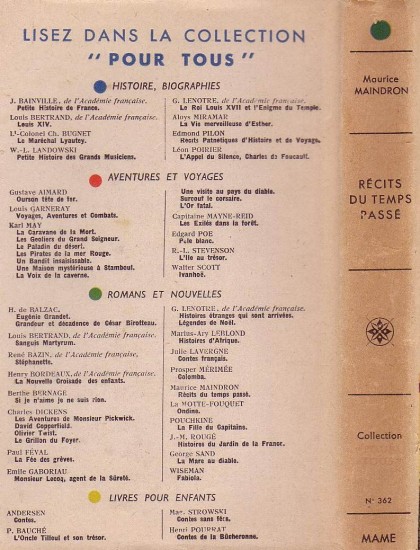 LISEZ DANS LA COLLECTION
"POUR TOUS"
HISTOIRE, BIOGRAPHIES
J. BAINVILLE, de l'Académie française.
Petite Histoire de France.
Louis BERTRAND, de l'Académie française.
Louis XIV.
Lt-Colonel Ch. BUGNET
Le Maréchal Lyautey.
W.-L. LANDOWSKI
Petite Histoire des Grands Musiciens.
G. LENOTRE, de l'Académie française.
Le Roi Louis XVII et l'Enigme du Temple.
Aloys MIRAMAR
La Vie merveilleuse d'Esther.
Edmond PILON
Récits Patnetiques d'Histoire et de Voyage.
Léon POIRIER
L'Appel du Silence, Charles de Foucault.
AVENTURES ET VOYAGES
Gustave AIMARD
Ourson tête de fer.
Louis GARNERAY
Voyages, Aventures et Combats.
Karl MAY
La Caravane de la Mort.
Les Geoliers du Grand Seigneur.
Le Paladin du désert.
Les Pirates de la mer Rouge.
Un Bandit insaisissable.
Une Maison mystérieuse à Stamboul.
La Voix de la caverne.
Une visite au pays du diable.
Surcouf le corsaire.
L'Or fatal.
Capitaine MAYNE-REID
Les Exilés dans la forêt.
Edgard POE
Pole blanc.
R.-L. STEVENSON
L'Ile au trésor.
Walter SCOTT
Ivanhoë.
ROMANS ET NOUVELLES
H. de BALZAC,
Eugénie Grandet.
Grandeur et décadence de César Birotteau.
Louis BERTRAND, de l'Académie française.
Sanguis Martyrum.
René BAZIN, de l'Académie française.
Stéphanette.
Henry BORDEAUX, de l'Académie française.
La Nouvelle Croisade des enfants.
Berthe BERNAGE
Si je n'aime je ne suis rien.
Charles DICKENS
Les Aventures de Monsieur Pickwick.
David Copperfield.
Olivier Twist.
Le Grillon du Foyer.
Paul FÉVAL
La Fée des grèves.
Emile GABORIAU
Monsieur Lecoq, agent de la Sûreté.
G. LENOTRE, de l'Académie française.
Histoires étranges qui sont arrivées.
Légendes de Noël.
Marius-Ary LEBLOND
Histoires d'Afrique.
Julie LAVERGNE
Contes français.
Prosper MÉRIMÉE
Colomba.
Maurice MAINDRON
Récits du temps passé.
La MOTTE-FOUQUET
Ondine.
POUCHKINE
La Fille du Capitaine.
J.-M. ROUGÉ
Histoires du Jardin de la France.
George SAND
La Mare au diable.
WISEMAN
Fabiola.
LIVRES POUR ENFANTS
ANDERSEN
Contes.
P. BAUCHÉ
L'Oncle Tilloul et son trésor.
STROWSKI
Contes sans fées.
Henri POURRAT
Contes de la Bûcheronne.
Maurice
MAINDRON
RÉCITS
DU TEMPS
PASSÉ
Collection
N° 362
MAME